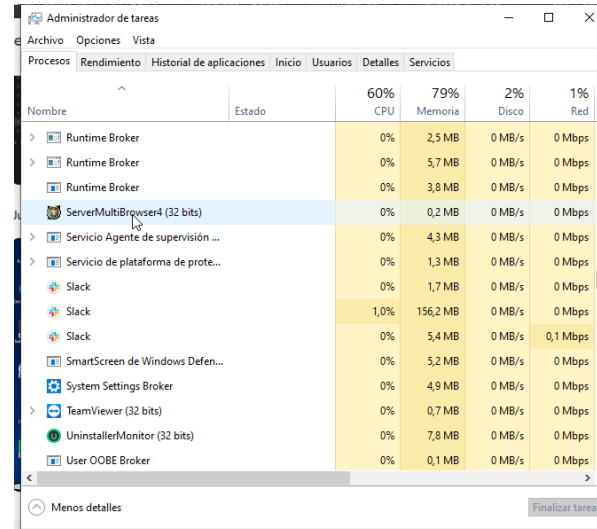 Administrador de tareas
Archivo Opciones Vista
Procesos Rendimiento Historial de aplicaciones Inicio Usuarios Detalles Servicios
60% 79% 2% 1%
Nombre Estado CPU Memoria Disco Red
Runtime Broker 0% 2,5 MB 0 MB/s 0 Mbps
Runtime Broker 0% 5,7 MB 0 MB/s 0 Mbps
Runtime Broker 0% 3,8 MB 0 MB/s 0 Mbps
ServerMultiBrowser4 (32 bits) 0% 0,2 MB 0 MB/s 0 Mbps
Servicio Agente de supervisión ... 0% 4,3 MB 0 MB/s 0 Mbps
Servicio de plataforma de prote... 0% 1,3 MB 0 MB/s 0 Mbps
Slack 0% 1,7 MB 0 MB/s 0 Mbps
Slack 1,0% 156,2 MB 0 MB/s 0 Mbps
Slack 0% 5,4 MB 0 MB/s 0,1 Mbps
SmartScreen de Windows Defen... 0% 5,2 MB 0 MB/s 0 Mbps
System Settings Broker 0% 4,9 MB 0 MB/s 0 Mbps
TeamViewer (32 bits) 0% 0,7 MB 0 MB/s 0 Mbps
UninstallerMonitor (32 bits) 0% 7,8 MB 0 MB/s 0 Mbps
User OOBE Broker 0% 0,1 MB 0 MB/s 0 Mbps
Menos detalles Finalizar tarea